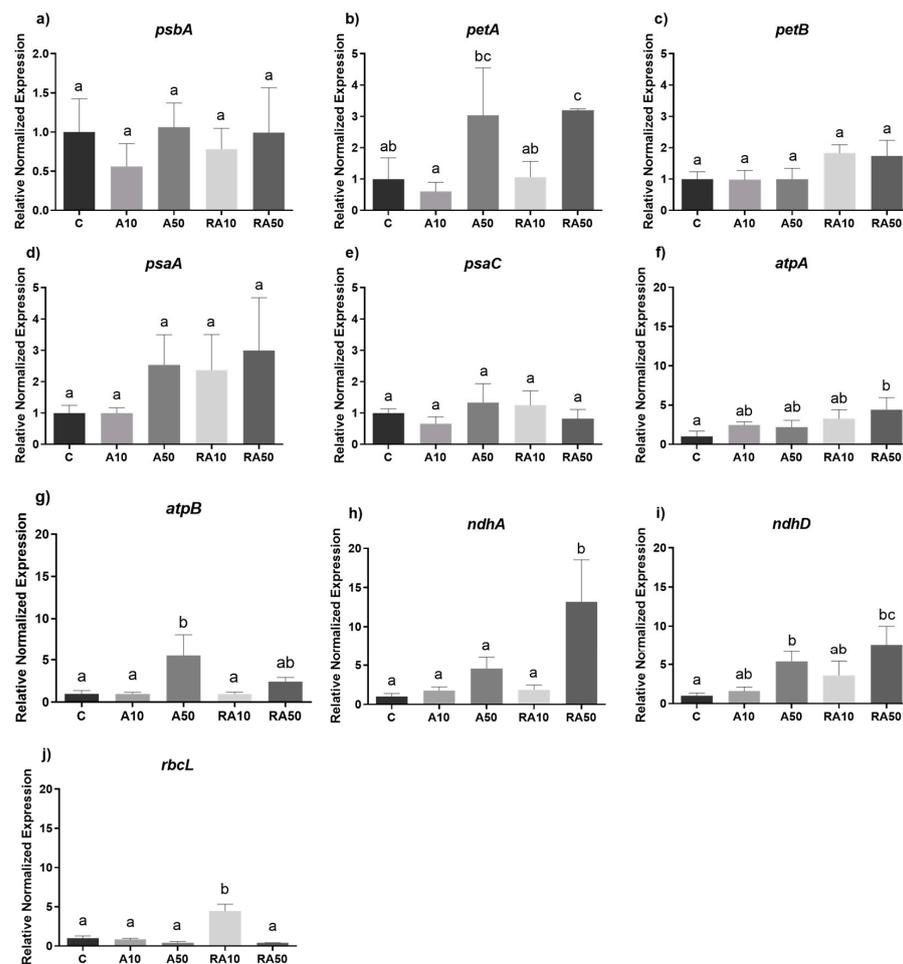 a)
psbA
Relative Normalized Expression
2.0
1.5
1.0
0.5
0.0
a
a
a
a
a
C A10 A50 RA10 RA50
b)
petA
Relative Normalized Expression
5
4
3
2
1
0
ab
a
bc
ab
c
C A10 A50 RA10 RA50
c)
petB
Relative Normalized Expression
5
4
3
2
1
0
a
a
a
a
a
C A10 A50 RA10 RA50
d)
psaA
Relative Normalized Expression
5
4
3
2
1
0
a
a
a
a
a
C A10 A50 RA10 RA50
e)
psaC
Relative Normalized Expression
5
4
3
2
1
0
a
a
a
a
a
C A10 A50 RA10 RA50
f)
atpA
Relative Normalized Expression
20
15
10
5
0
a
ab
ab
ab
b
C A10 A50 RA10 RA50
g)
atpB
Relative Normalized Expression
20
15
10
5
0
a
a
b
a
ab
C A10 A50 RA10 RA50
h)
ndhA
Relative Normalized Expression
20
15
10
5
0
a
a
a
a
b
C A10 A50 RA10 RA50
i)
ndhD
Relative Normalized Expression
20
15
10
5
0
a
ab
b
ab
bc
C A10 A50 RA10 RA50
j)
rbcL
Relative Normalized Expression
20
15
10
5
0
a
a
a
b
a
C A10 A50 RA10 RA50